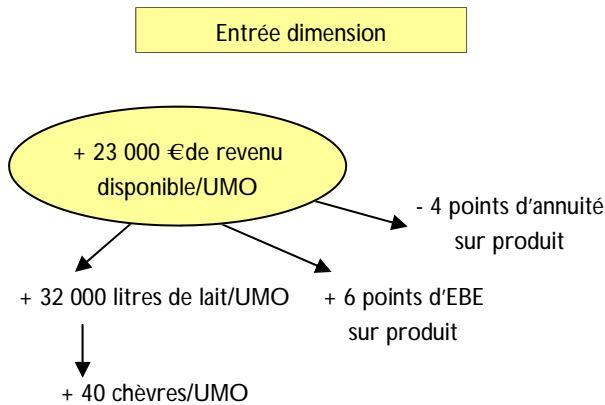 Entrée dimension
+ 23 000 €de revenu
disponible/UMO
- 4 points d'annuité
sur produit
+ 32 000 litres de lait/UMO
+ 6 points d'EBE
sur produit
+ 40 chèvres/UMO